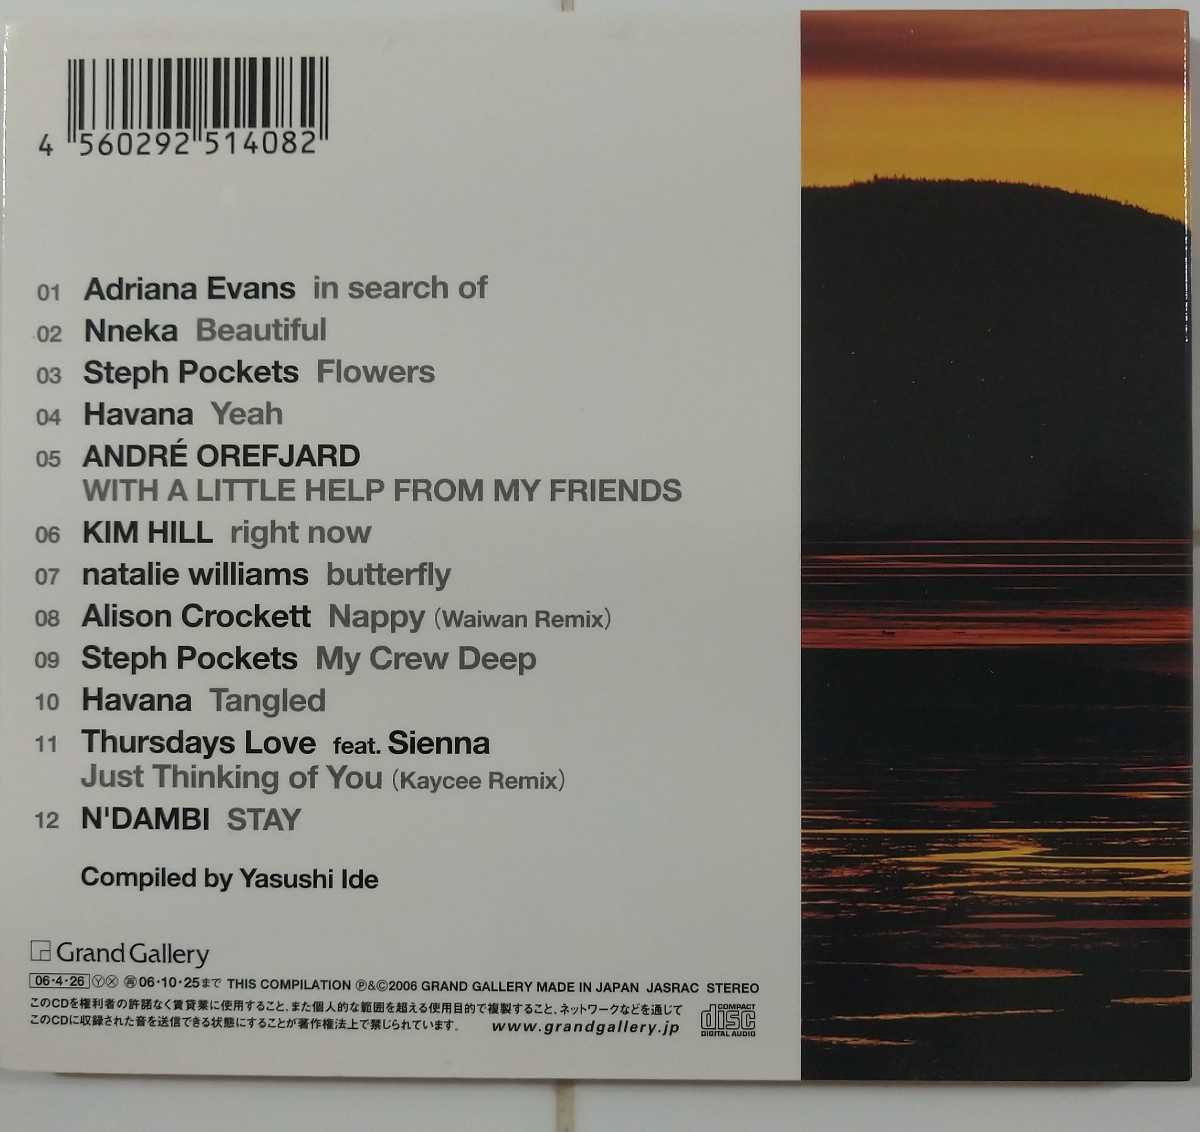 4 560292 514082
01 Adriana Evans in search of
02 Nneka Beautiful
03 Steph Pockets Flowers
04 Havana Yeah
05 ANDRÉ OREFJARD
WITH A LITTLE HELP FROM MY FRIENDS
06 KIM HILL right now
07 natalie williams butterfly
08 Alison Crockett Nappy (Waiwan Remix)
09 Steph Pockets My Crew Deep
10 Havana Tangled
11 Thursdays Love feat. Sienna
Just Thinking of You (Kaycee Remix)
12 N'DAMBI STAY
Compiled by Yasushi Ide
Grand Gallery
06・4・26 Ⓨ Ⓧ 再 06・10・25まで THIS COMPILATION Ⓟ&©2006 GRAND GALLERY MADE IN JAPAN JASRAC STEREO
このCDを権利者の許諾なく賃貸業に使用すること、また個人的な範囲を超える使用目的で複製すること、ネットワークなどを通じて
このCDに収録された音を送信できる状態にすることが著作権法上で禁じられています。 www.grandgallery.jp
COMPACT
disc
DIGITAL AUDIO